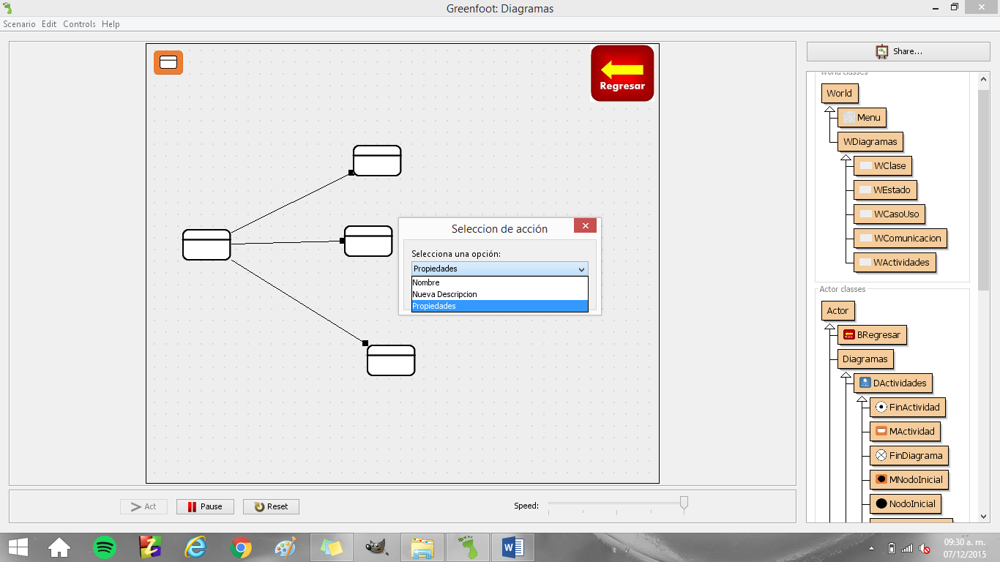 Greenfoot: Diagramas
Scenario Edit Controls Help
Regresar
Seleccion de acción
Selecciona una opción:
Propiedades
Nombre
Nueva Descripcion
Propiedades
Share...
World classes
World
Menu
WDiagramas
WClase
WEstado
WCasoUso
WComunicacion
WActividades
Actor classes
Actor
BRegresar
Diagramas
DActividades
FinActividad
MActividad
FinDiagrama
MNodoInicial
NodoInicial
Act Pause Reset Speed:
09:30 a. m.
07/12/2015